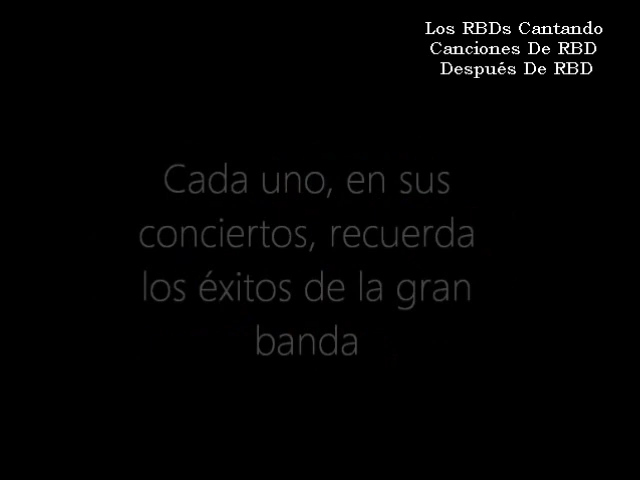 Los RBDs Cantando
Canciones De RBD
Después De RBD
Cada uno, en sus
conciertos, recuerda
los éxitos de la gran
banda